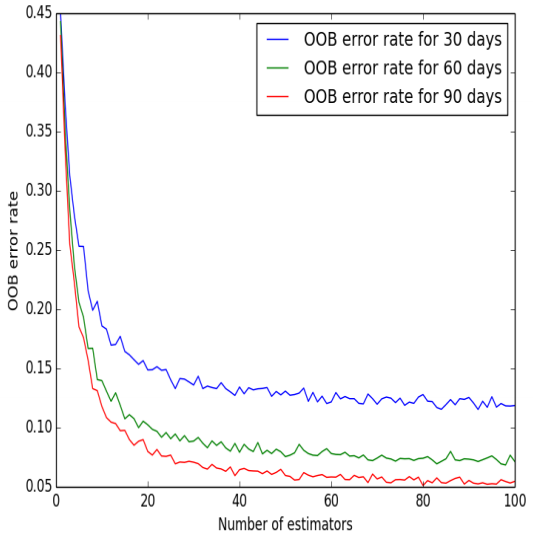 0.45
0.40
0.35
0.30
0.25
0.20
0.15
0.10
0.05
OOB error rate
OOB error rate for 30 days
OOB error rate for 60 days
OOB error rate for 90 days
0 20 40 60 80 100
Number of estimators